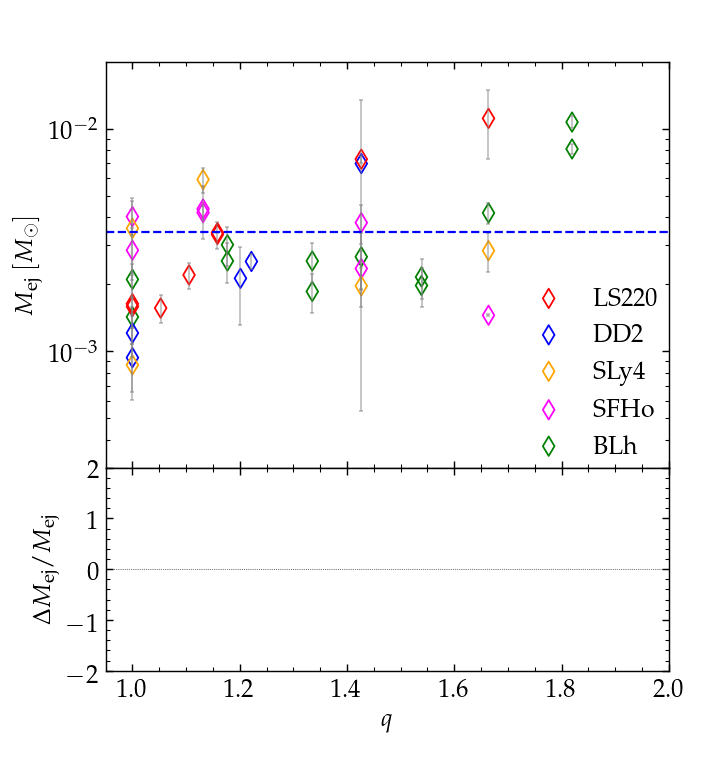 10⁻²
10⁻³
M_ej [M_⊙]
LS220
DD2
SLy4
SFHo
BLh
2
1
0
−1
−2
ΔM_ej/M_ej
1.0 1.2 1.4 1.6 1.8 2.0
q